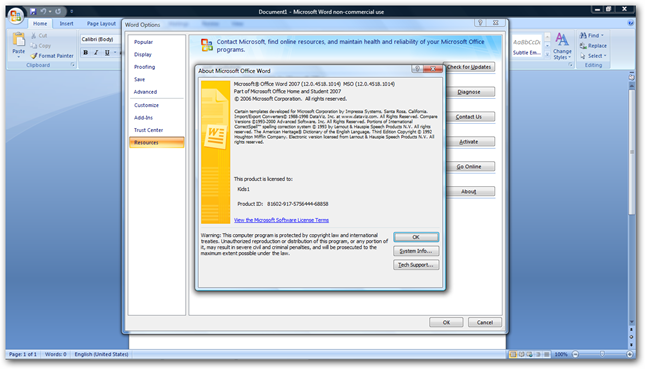 Document1 - Microsoft Word non-commercial use
Home Insert Page Layout
Paste
Cut
Copy
Format Painter
Clipboard
Calibri (Body)
AaBbCcDc
Subtle Em...
Change Styles
Find
Replace
Select
Editing
Word Options
Popular
Display
Proofing
Save
Advanced
Customize
Add-Ins
Trust Center
Resources
Contact Microsoft, find online resources, and maintain health and reliability of your Microsoft Office
programs.
Check for Updates
Diagnose
Contact Us
Activate
Go Online
About
About Microsoft Office Word
Microsoft® Office Word 2007 (12.0.4518.1014) MSO (12.0.4518.1014)
Part of Microsoft Office Home and Student 2007
© 2006 Microsoft Corporation. All rights reserved.
Certain templates developed for Microsoft Corporation by Impressa Systems, Santa Rosa, California.
Import/Export Converters© 1988-1998 DataViz, Inc. at www.dataviz.com. All Rights Reserved. Compare
Versions ©1993-2000 Advanced Software, Inc. All Rights Reserved. Portions of International
CorrectSpell™ spelling correction system © 1993 by Lernout & Hauspie Speech Products N.V. All rights
reserved. The American Heritage® Dictionary of the English Language, Third Edition Copyright © 1992
Houghton Mifflin Company. Electronic version licensed from Lernout & Hauspie Speech Products N.V. All
rights reserved.
This product is licensed to:
Kids1
Product ID: 81602-917-5756444-68858
View the Microsoft Software License Terms
Warning: This computer program is protected by copyright law and international
treaties. Unauthorized reproduction or distribution of this program, or any portion of
it, may result in severe civil and criminal penalties, and will be prosecuted to the
maximum extent possible under the law.
OK
System Info...
Tech Support...
OK Cancel
Page: 1 of 1 Words: 0 English (United States) 100%